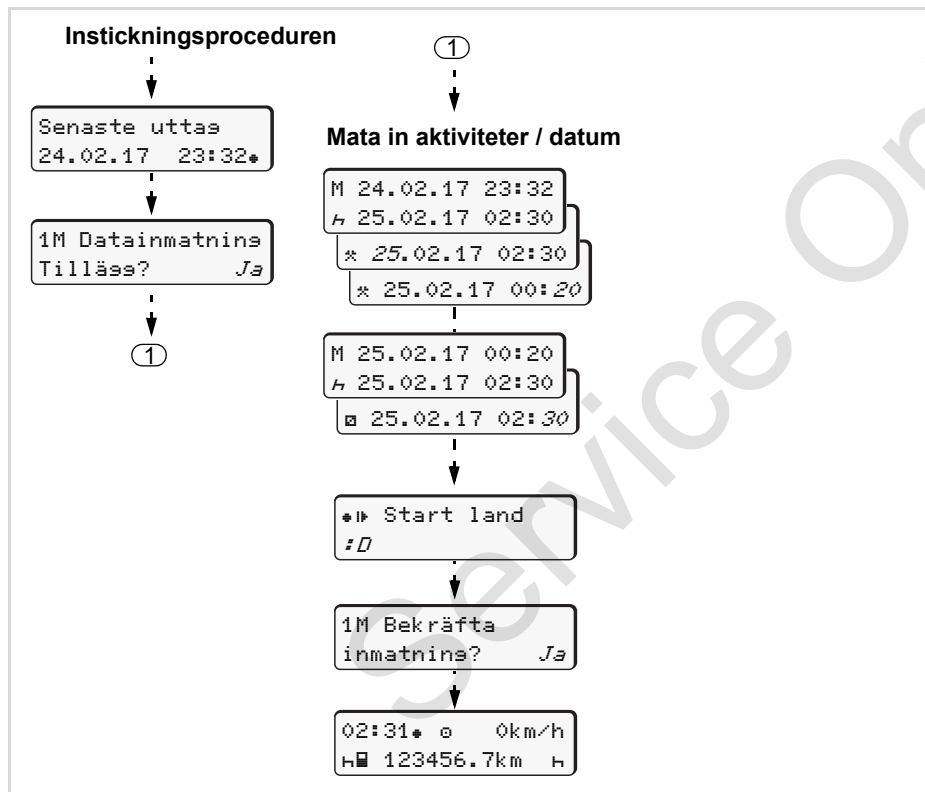 Instickningsproceduren
Senaste uttag
24.02.17 23:32
1M Datainmatning
Tillägg? Ja
1
1
Mata in aktiviteter / datum
M 24.02.17 23:32
25.02.17 02:30
25.02.17 02:30
25.02.17 00:20
M 25.02.17 00:20
25.02.17 02:30
25.02.17 02:30
Start land
:D
1M Bekräfta
inmatning? Ja
02:31 0km/h
123456.7km
Service On